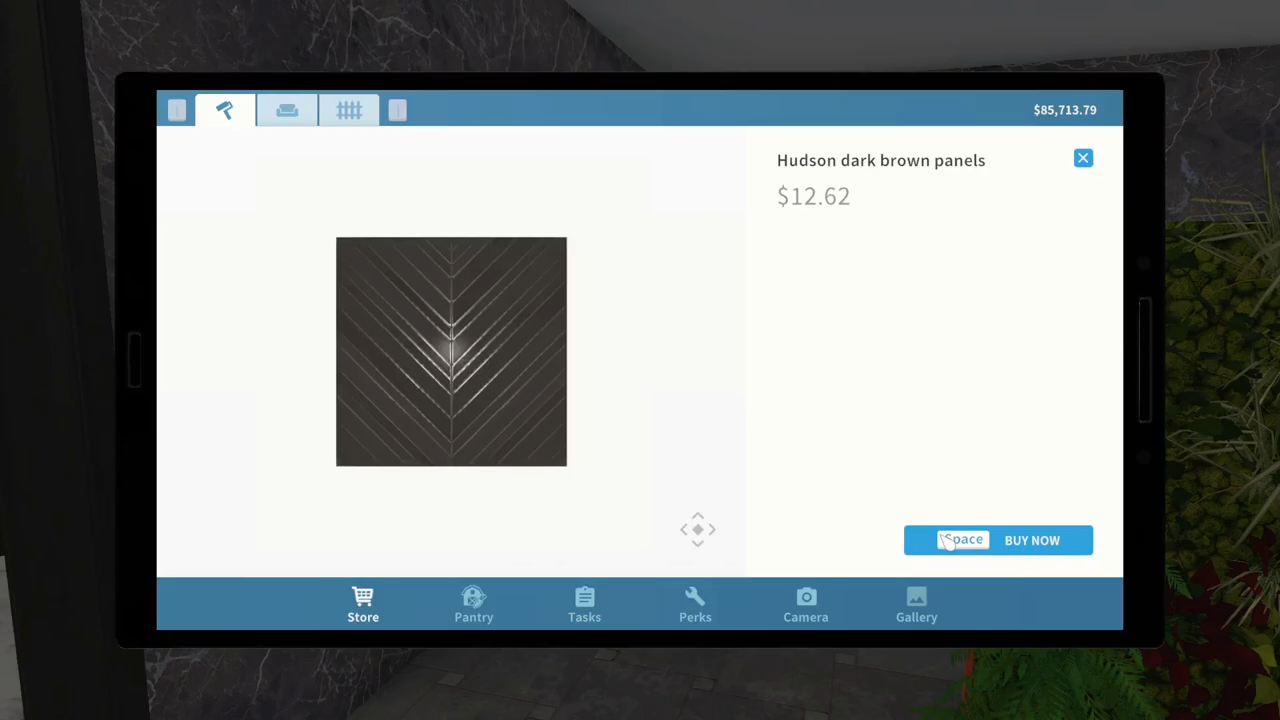 $85,713.79
Hudson dark brown panels
$12.62
Space BUY NOW
Store Pantry Tasks Perks Camera Gallery